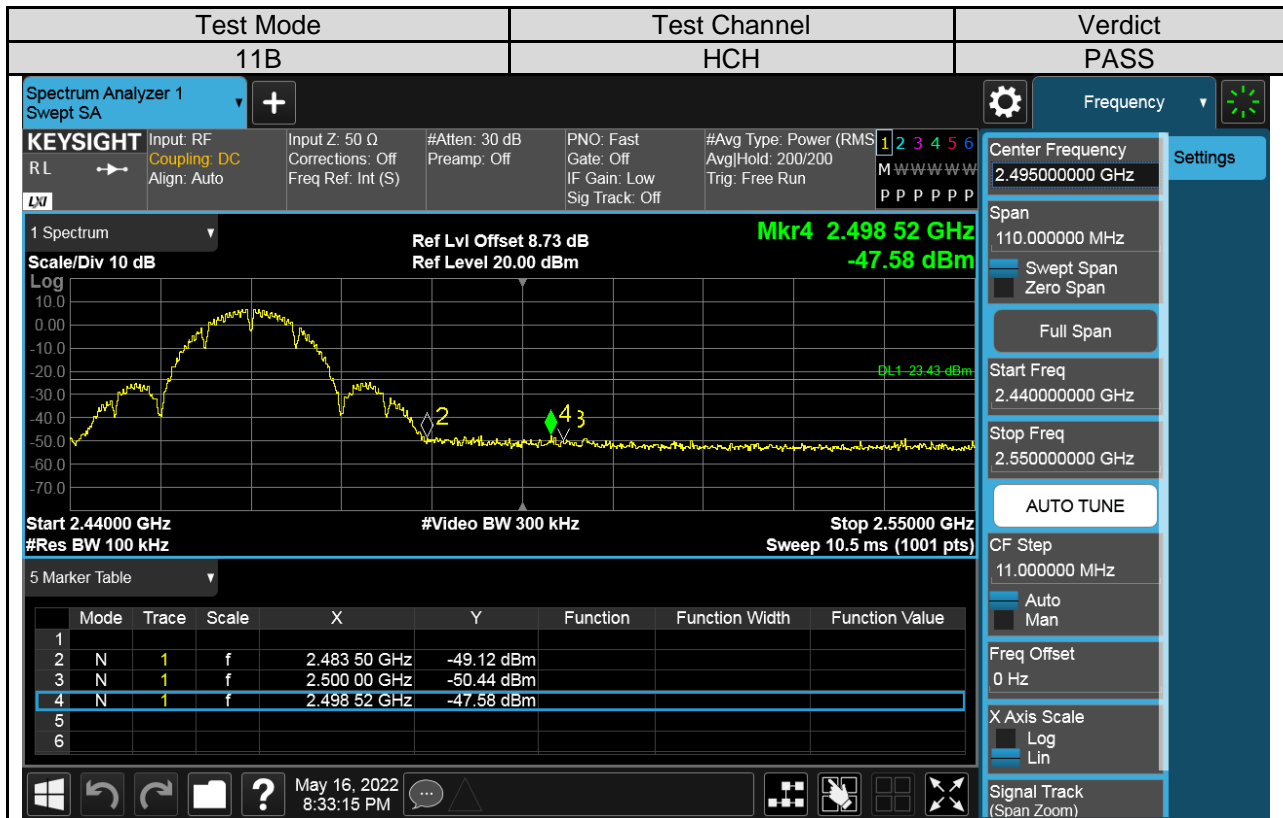 Test Mode Test Channel Verdict
11B HCH PASS
Spectrum Analyzer 1
Swept SA
+
Frequency
KEYSIGHT
RL
LXI
Input: RF
Coupling: DC
Align: Auto
Input Z: 50 Ω
Corrections: Off
Freq Ref: Int (S)
#Atten: 30 dB
Preamp: Off
PNO: Fast
Gate: Off
IF Gain: Low
Sig Track: Off
#Avg Type: Power (RMS
Avg|Hold: 200/200
Trig: Free Run
1 2 3 4 5 6
M W W W W W
P P P P P P
1 Spectrum
Scale/Div 10 dB
Ref Lvl Offset 8.73 dB
Ref Level 20.00 dBm
Mkr4 2.498 52 GHz
-47.58 dBm
Log
10.0
0.00
-10.0
-20.0
-30.0
-40.0
-50.0
-60.0
-70.0
DL1 -23.43 dBm
2
4
3
Start 2.44000 GHz #Video BW 300 kHz Stop 2.55000 GHz
#Res BW 100 kHz Sweep 10.5 ms (1001 pts)
5 Marker Table
Mode Trace Scale X Y Function Function Width Function Value
1
2 N 1 f 2.483 50 GHz -49.12 dBm
3 N 1 f 2.500 00 GHz -50.44 dBm
4 N 1 f 2.498 52 GHz -47.58 dBm
5
6
?
May 16, 2022
8:33:15 PM
Center Frequency
2.495000000 GHz
Settings
Span
110.000000 MHz
Swept Span
Zero Span
Full Span
Start Freq
2.440000000 GHz
Stop Freq
2.550000000 GHz
AUTO TUNE
CF Step
11.000000 MHz
Auto
Man
Freq Offset
0 Hz
X Axis Scale
Log
Lin
Signal Track
(Span Zoom)